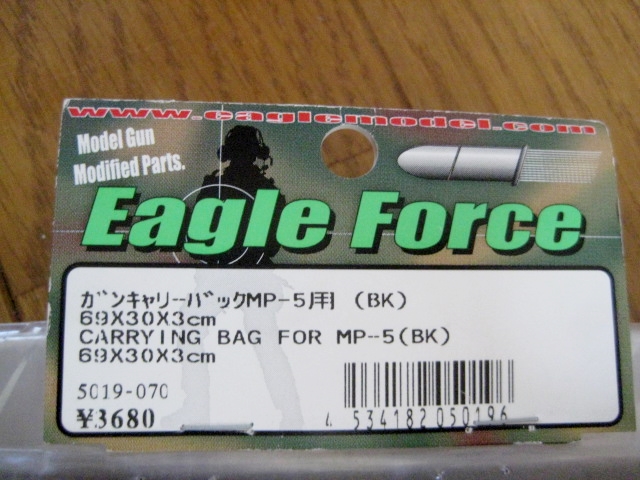 www.eaglemodel.com
Model Gun
Modified Parts.
Eagle Force
ガンキャリーバックMP-5用 (BK)
69X30X3cm
CARRYING BAG FOR MP-5(BK)
69X30X3cm
5019-070
¥3680
4 534182 050196